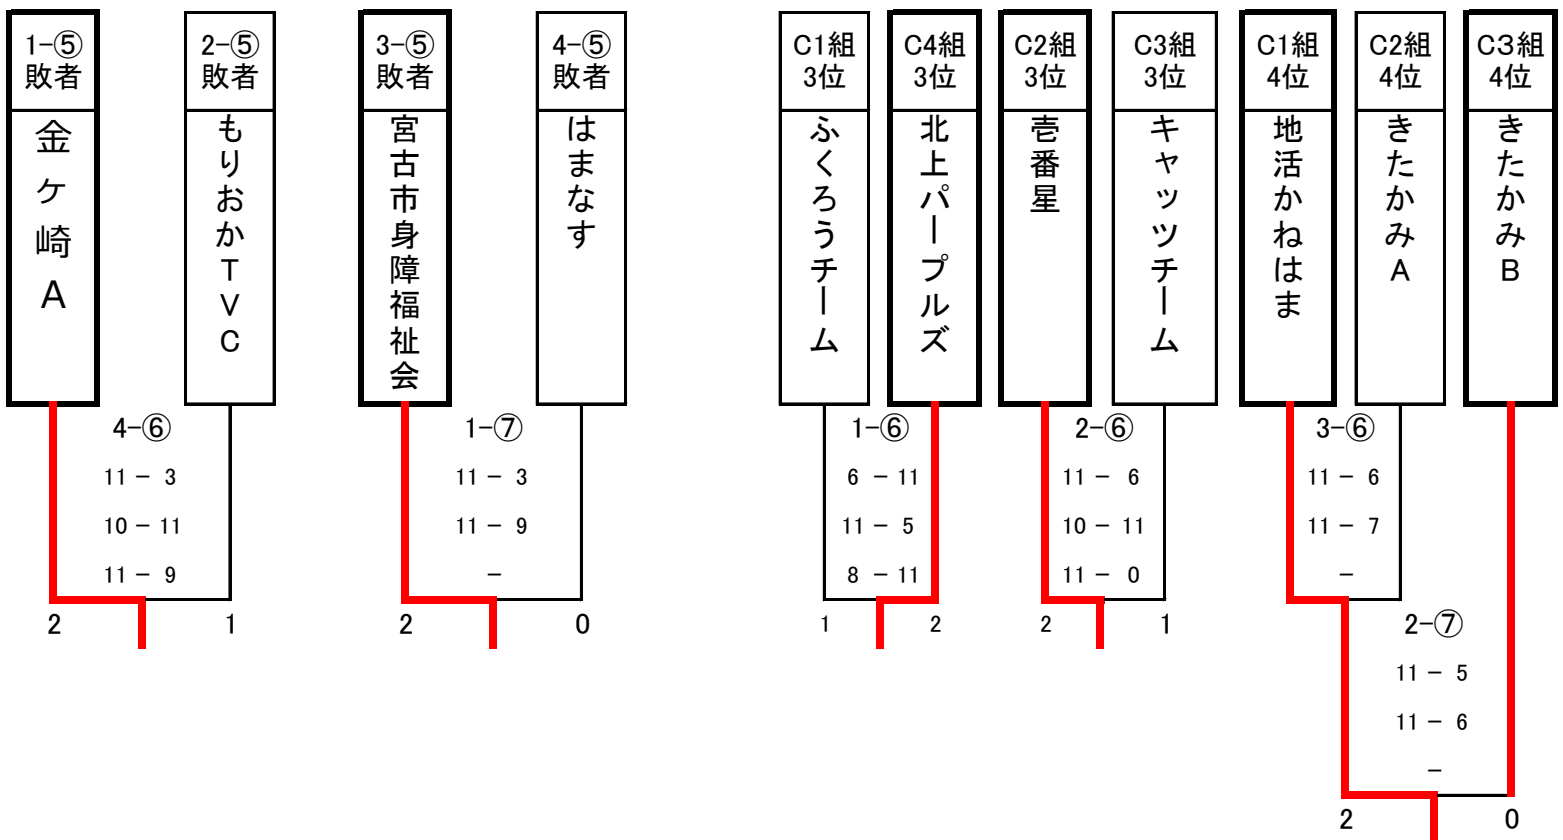 1-⑤ 2-⑤ 3-⑤ 4-⑤ C1組 C4組 C2組 C3組 C1組 C2組 C3組
敗者 敗者 敗者 敗者 3位 3位 3位 3位 4位 4位 4位
金ケ崎A
もりおかTVC
宮古市身障福祉会
はまなす
ふくろうチーム
北上パープルズ
壱番星
キャッツチーム
地活かねはま
きたかみA
きたかみB
4-⑥ 1-⑦ 1-⑥ 2-⑥ 3-⑥
11 - 3 11 - 3 6 - 11 11 - 6 11 - 6
10 - 11 11 - 9 11 - 5 10 - 11 11 - 7
11 - 9 - 8 - 11 11 - 0 -
2 1 2 0 1 2 2 1 2-⑦
11 - 5
11 - 6
-
2 0